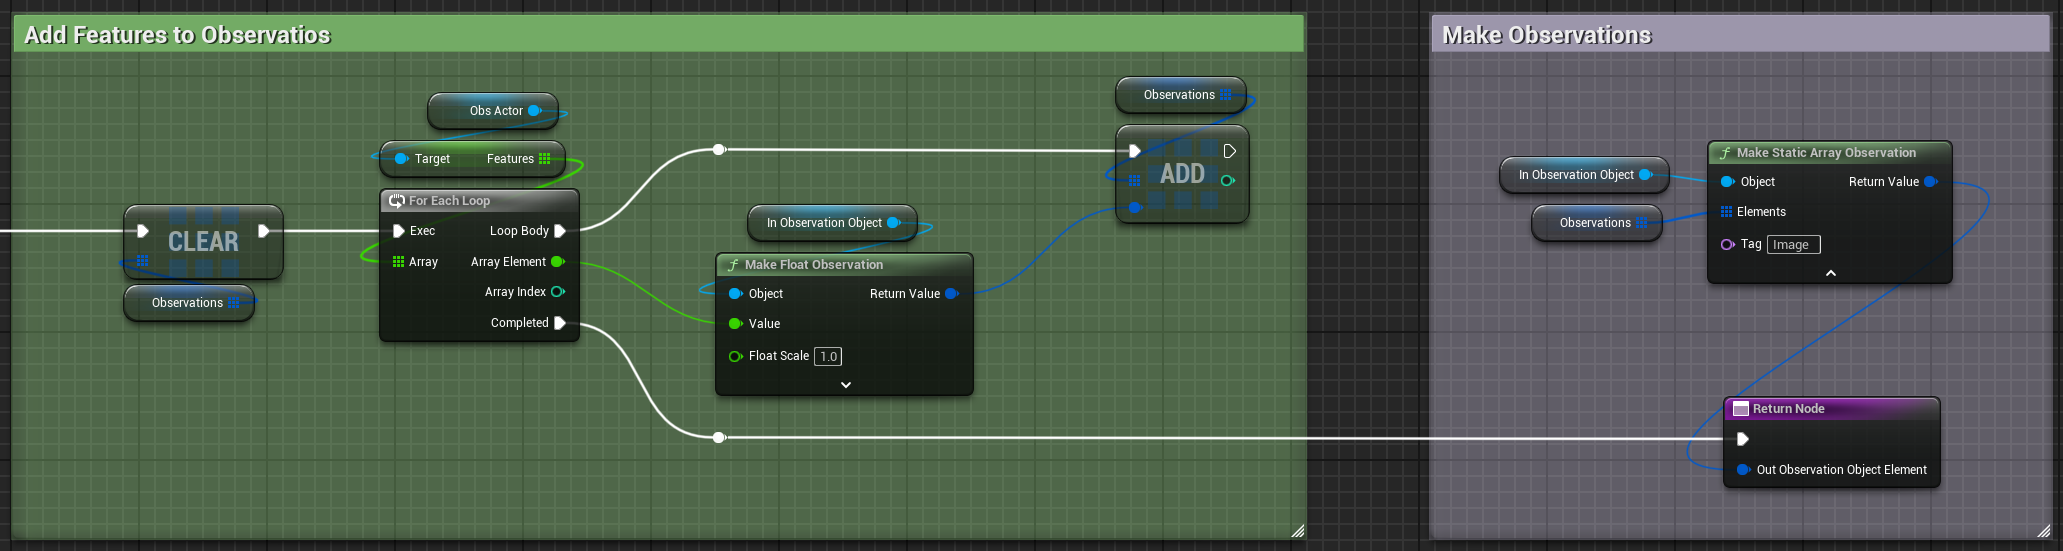 Add Features to Observatios
Obs Actor
Target Features
For Each Loop
Exec Loop Body
Array Array Element
Array Index
Completed
CLEAR
Observations
In Observation Object
Make Float Observation
Object Return Value
Value
Float Scale 1.0
Observations
ADD
Make Observations
In Observation Object
Observations
Make Static Array Observation
Object Return Value
Elements
Tag Image
Return Node
Out Observation Object Element